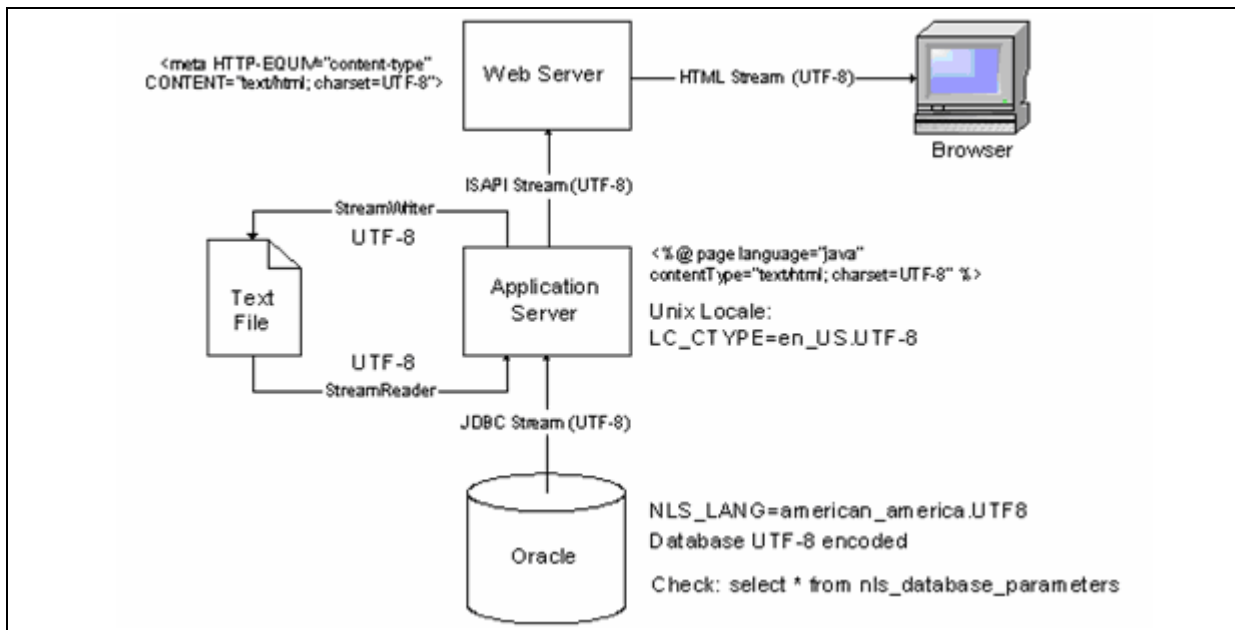 <meta HTTP-EQUIV="content-type"
CONTENT="text/html; charset=UTF-8">
Web Server
HTML Stream (UTF-8)
Browser
ISAPI Stream (UTF-8)
StreamWriter
UTF-8
Text
File
UTF-8
StreamReader
Application
Server
<%@ page language="java"
contentType="text/html; charset=UTF-8" %>
Unix Locale:
LC_CTYPE=en_US.UTF-8
JDBC Stream (UTF-8)
Oracle
NLS_LANG=american_america.UTF8
Database UTF-8 encoded
Check: select * from nls_database_parameters